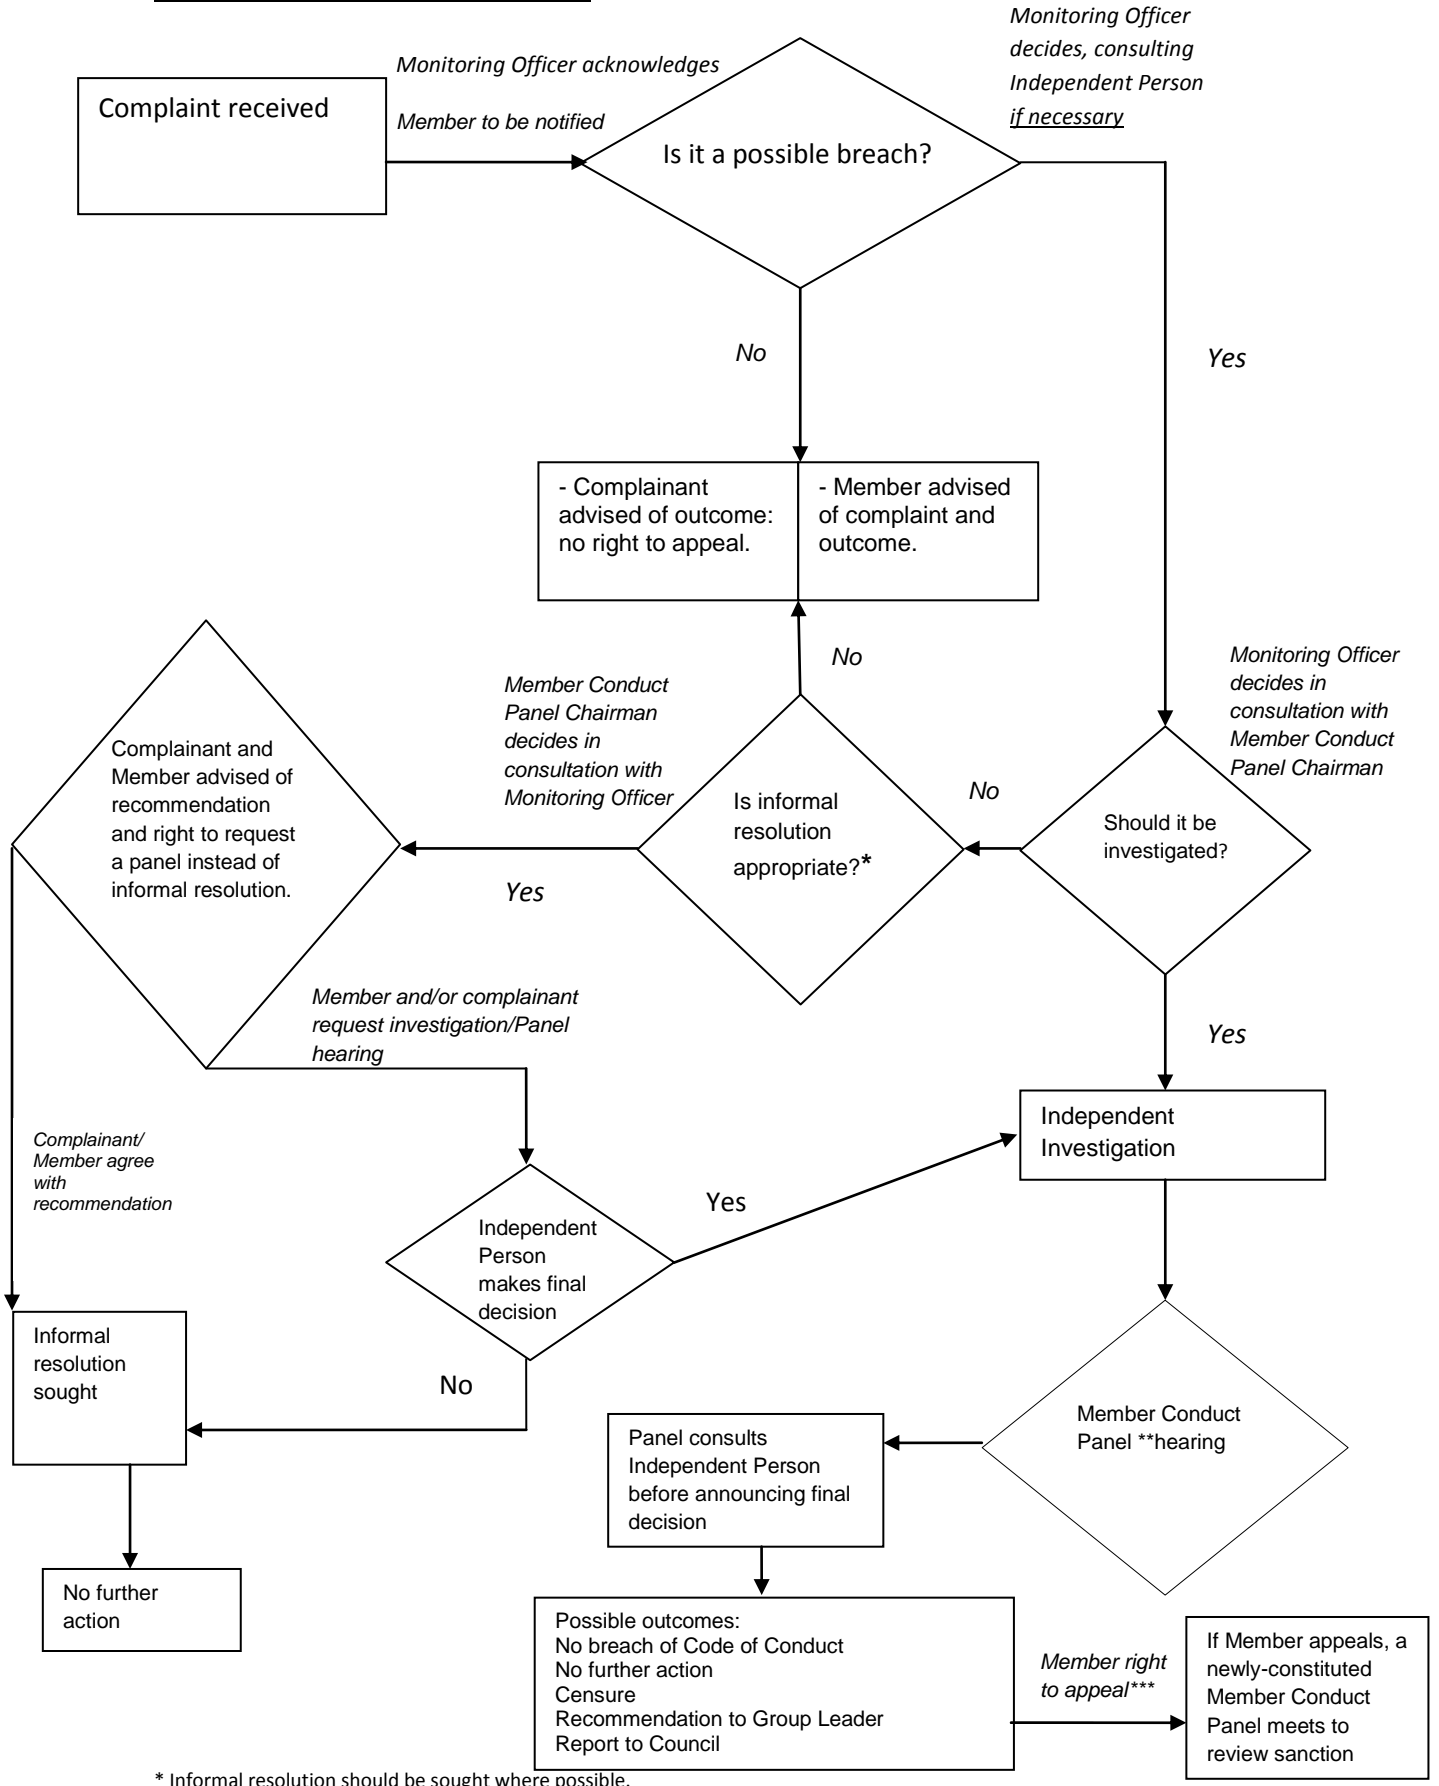 Monitoring Officer
decides, consulting
Independent Person
if necessary
Monitoring Officer acknowledges
Complaint received
Member to be notified
Is it a possible breach?
No
Yes
- Complainant
advised of outcome:
no right to appeal.
- Member advised
of complaint and
outcome.
No
Monitoring Officer
decides in
consultation with
Member Conduct
Panel Chairman
Member Conduct
Panel Chairman
decides in
consultation with
Monitoring Officer
Complainant and
Member advised of
recommendation
and right to request
a panel instead of
informal resolution.
Is informal
resolution
appropriate?*
No
Should it be
investigated?
Yes
Member and/or complainant
request investigation/Panel
hearing
Yes
Complainant/
Member agree
with
recommendation
Independent
Investigation
Yes
Independent
Person
makes final
decision
Informal
resolution
sought
No
Member Conduct
Panel **hearing
Panel consults
Independent Person
before announcing final
decision
No further
action
Possible outcomes:
No breach of Code of Conduct
No further action
Censure
Recommendation to Group Leader
Report to Council
Member right
to appeal***
If Member appeals, a
newly-constituted
Member Conduct
Panel meets to
review sanction
* Informal resolution should be sought where possible.